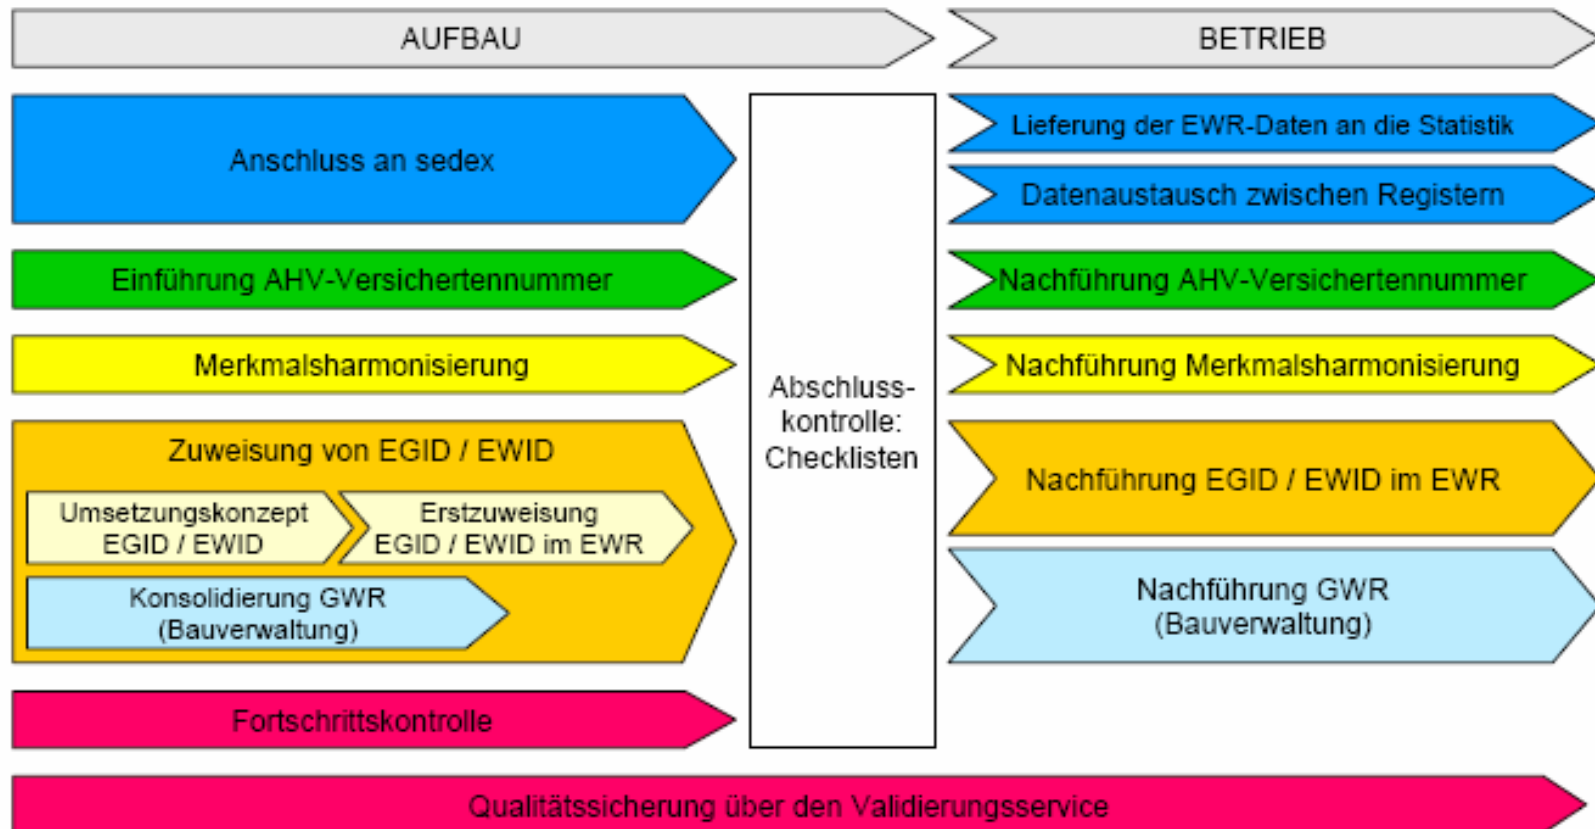 AUFBAU
BETRIEB
Anschluss an sedex
Einführung AHV-Versichertennummer
Merkmalsharmonisierung
Zuweisung von EGID / EWID
Umsetzungskonzept
EGID / EWID
Erstzuweisung
EGID / EWID im EWR
Konsolidierung GWR
(Bauverwaltung)
Fortschrittskontrolle
Abschluss-
kontrolle:
Checklisten
Lieferung der EWR-Daten an die Statistik
Datenaustausch zwischen Registern
Nachführung AHV-Versichertennummer
Nachführung Merkmalsharmonisierung
Nachführung EGID / EWID im EWR
Nachführung GWR
(Bauverwaltung)
Qualitätssicherung über den Validierungsservice